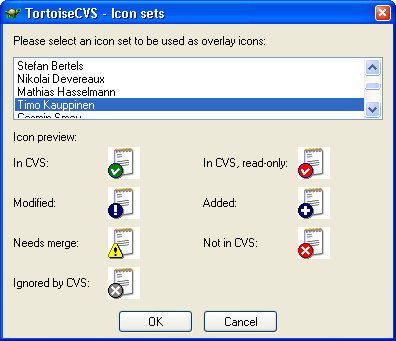 TortoiseCVS - Icon sets
Please select an icon set to be used as overlay icons:
Stefan Bertels
Nikolai Devereaux
Mathias Hasselmann
Timo Kauppinen
Icon preview:
In CVS: In CVS, read-only:
Modified: Added:
Needs merge: Not in CVS:
Ignored by CVS:
OK Cancel